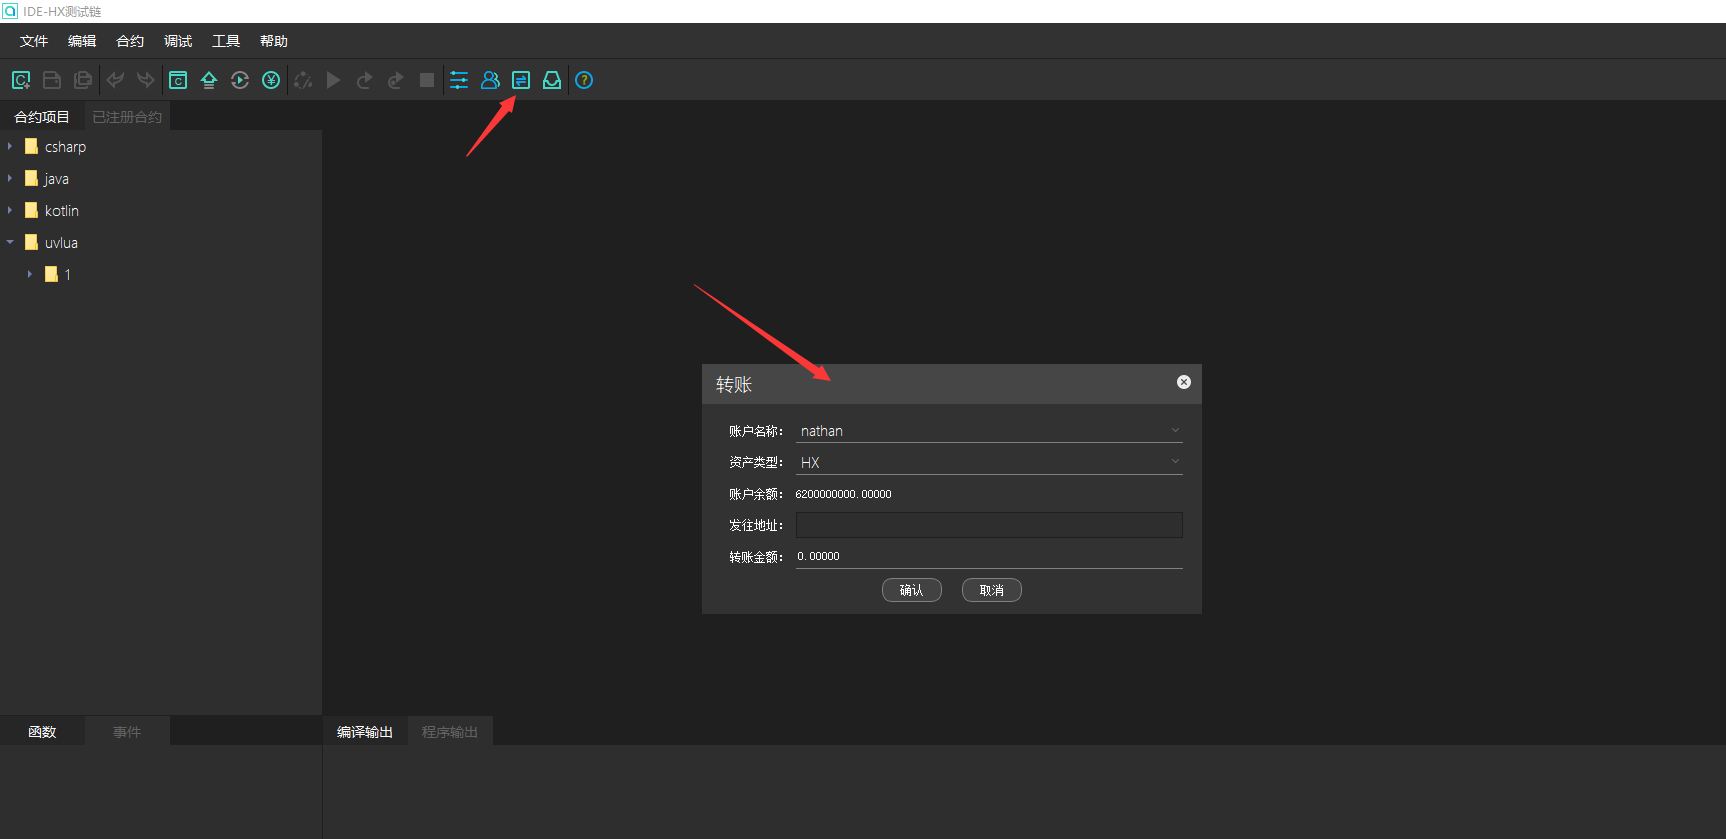 IDE-HX测试链
文件 编辑 合约 调试 工具 帮助
合约项目 已注册合约
csharp
java
kotlin
uvlua
1
转账
账户名称： nathan
资产类型： HX
账户余额： 6200000000.00000
发往地址：
转账金额： 0.00000
确认 取消
函数 事件 编译输出 程序输出